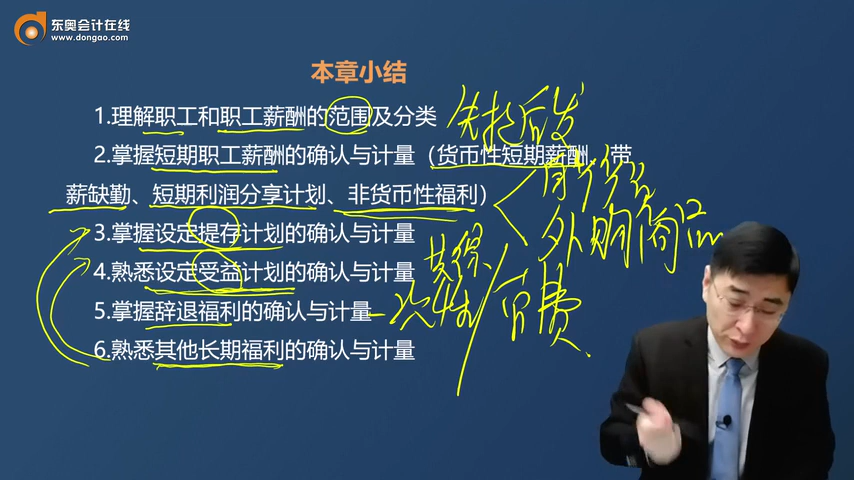 东奥会计在线
www.dongao.com
本章小结
1.理解职工和职工薪酬的范围及分类
先提后发
2.掌握短期职工薪酬的确认与计量（货币性短期薪酬、带
薪缺勤、短期利润分享计划、非货币性福利）
外购商品
3.掌握设定提存计划的确认与计量
4.熟悉设定受益计划的确认与计量
5.掌握辞退福利的确认与计量
一次性/管费
6.熟悉其他长期福利的确认与计量